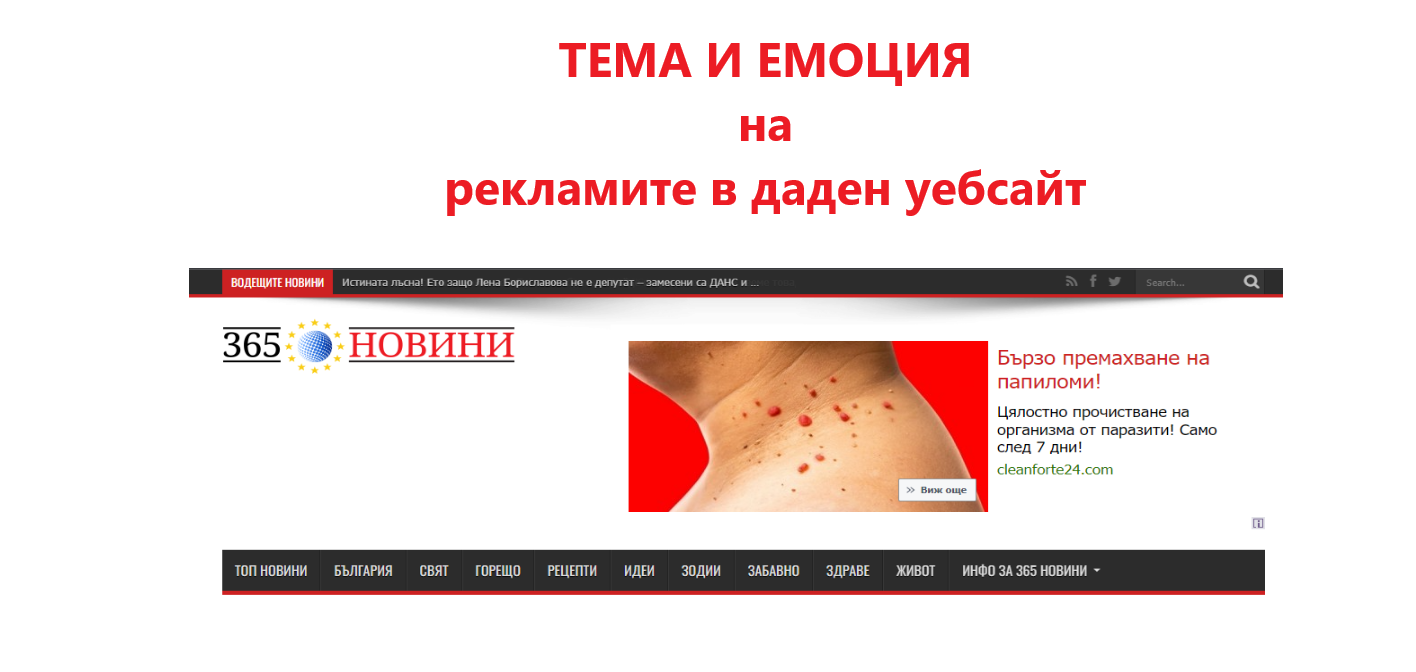 ТЕМА И ЕМОЦИЯ
на
рекламите в даден уебсайт
ВОДЕЩИТЕ НОВИНИ Истината лъсна! Ето защо Лена Бориславова не е депутат – замесени са ДАНС и ... Search...
365 НОВИНИ
Бързо премахване на
папиломи!
Цялостно прочистване на
организма от паразити! Само
след 7 дни!
cleanforte24.com
Виж още
ТОП НОВИНИ БЪЛГАРИЯ СВЯТ ГОРЕЩО РЕЦЕПТИ ИДЕИ ЗОДИИ ЗАБАВНО ЗДРАВЕ ЖИВОТ ИНФО ЗА 365 НОВИНИ